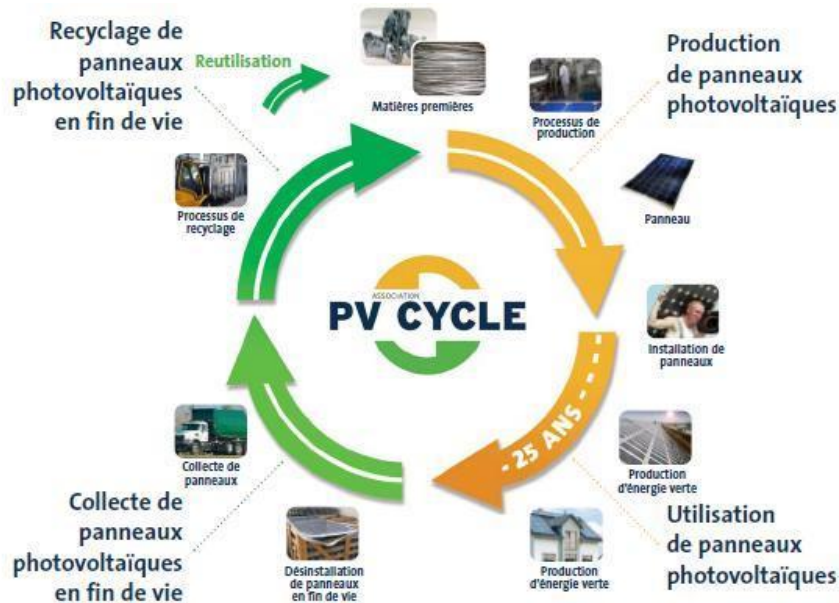 Recyclage de
panneaux
photovoltaïques
en fin de vie
Reutilisation
Matières premières
Processus de
production
Production
de panneaux
photovoltaïques
Processus de
recyclage
Panneau
ASSOCIATION
PV CYCLE
Installation de
panneaux
- 25 ANS -
Collecte de
panneaux
Production
d'énergie verte
Collecte de
panneaux
photovoltaïques
en fin de vie
Désinstallation
de panneaux
en fin de vie
Production
d'énergie verte
Utilisation
de panneaux
photovoltaïques